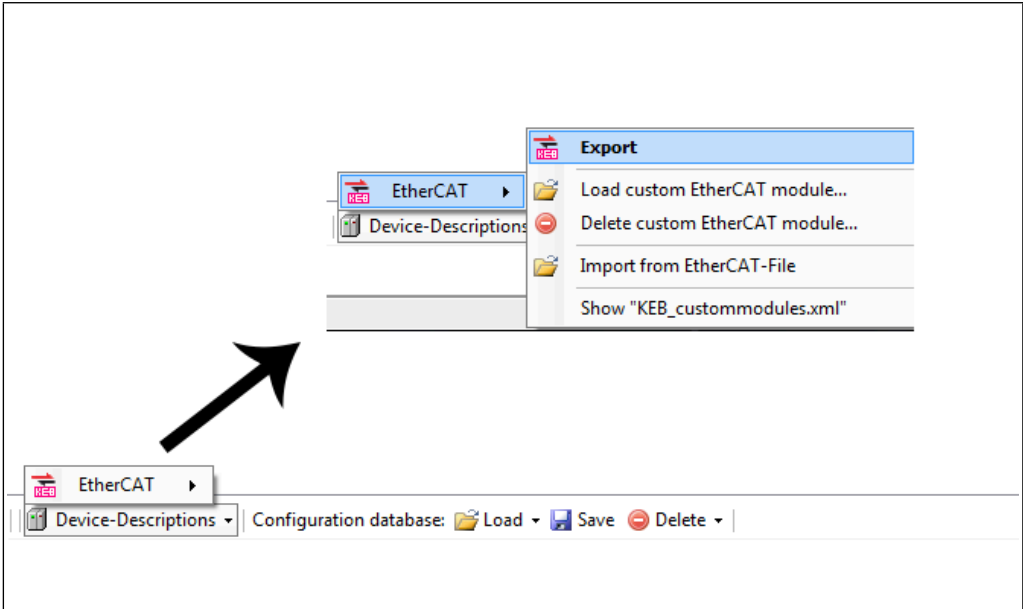 Export
EtherCAT
Load custom EtherCAT module...
Device-Descriptions
Delete custom EtherCAT module...
Import from EtherCAT-File
Show "KEB_custommodules.xml"
EtherCAT
Device-Descriptions Configuration database: Load Save Delete